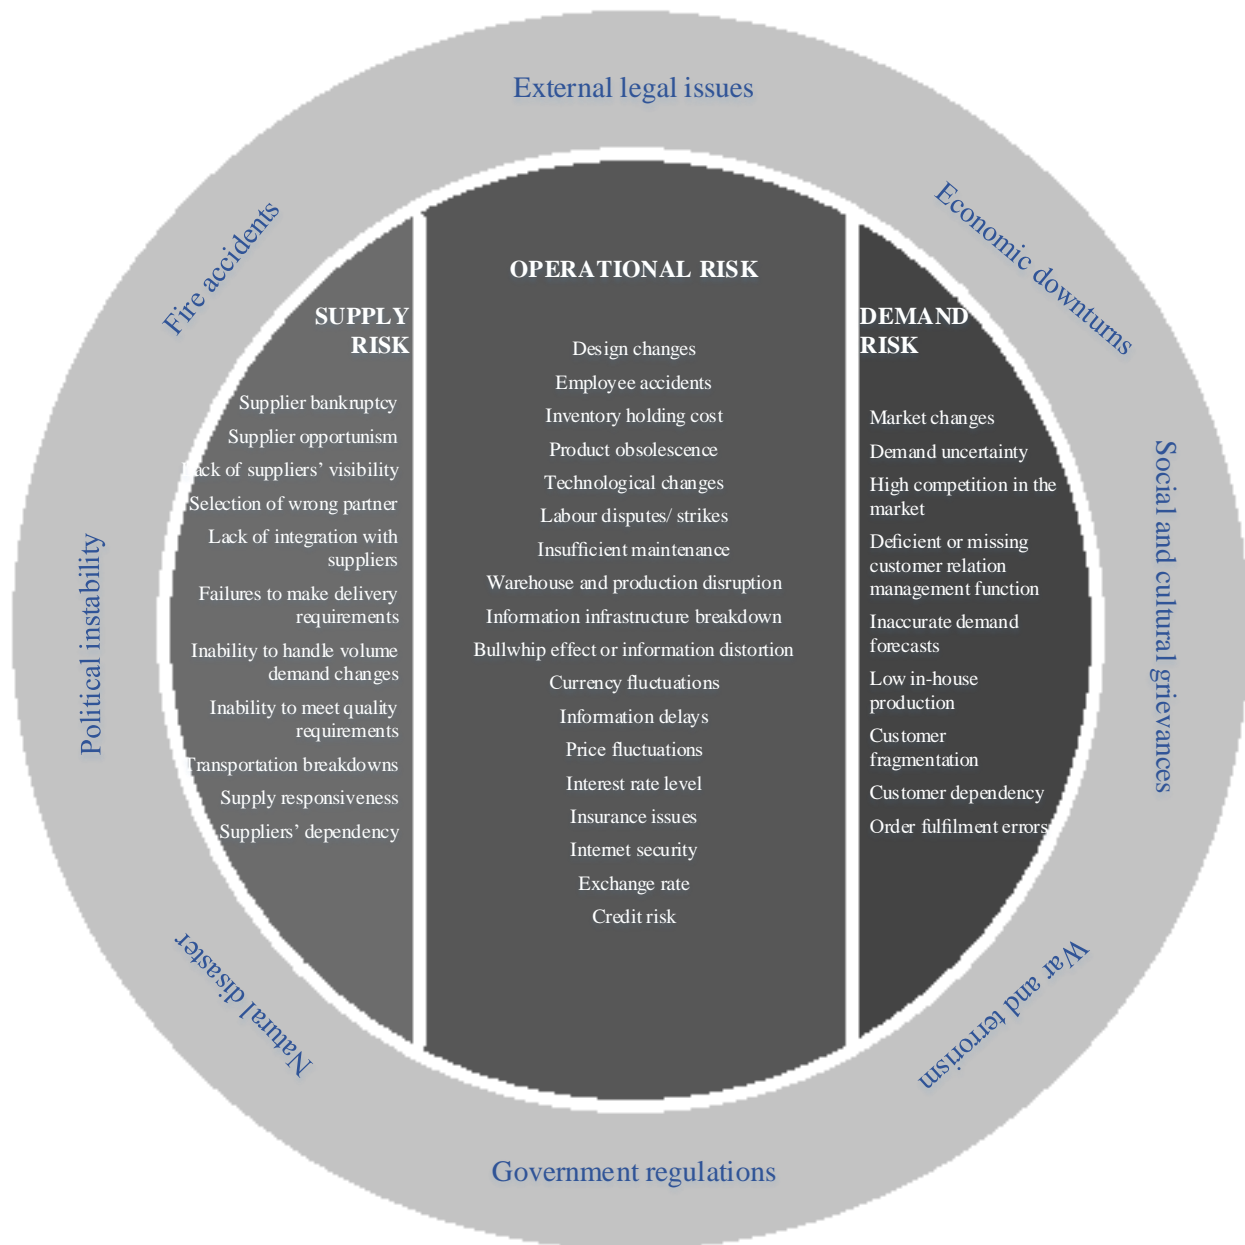 External legal issues
Economic downturns
Social and cultural grievances
War and terrorism
Government regulations
Natural disaster
Political instability
Fire accidents
SUPPLY
RISK
Supplier bankruptcy
Supplier opportunism
Lack of suppliers’ visibility
Selection of wrong partner
Lack of integration with
suppliers
Failures to make delivery
requirements
Inability to handle volume
demand changes
Inability to meet quality
requirements
Transportation breakdowns
Supply responsiveness
Suppliers’ dependency
OPERATIONAL RISK
Design changes
Employee accidents
Inventory holding cost
Product obsolescence
Technological changes
Labour disputes/ strikes
Insufficient maintenance
Warehouse and production disruption
Information infrastructure breakdown
Bullwhip effect or information distortion
Currency fluctuations
Information delays
Price fluctuations
Interest rate level
Insurance issues
Internet security
Exchange rate
Credit risk
DEMAND
RISK
Market changes
Demand uncertainty
High competition in the
market
Deficient or missing
customer relation
management function
Inaccurate demand
forecasts
Low in-house
production
Customer
fragmentation
Customer dependency
Order fulfilment errors